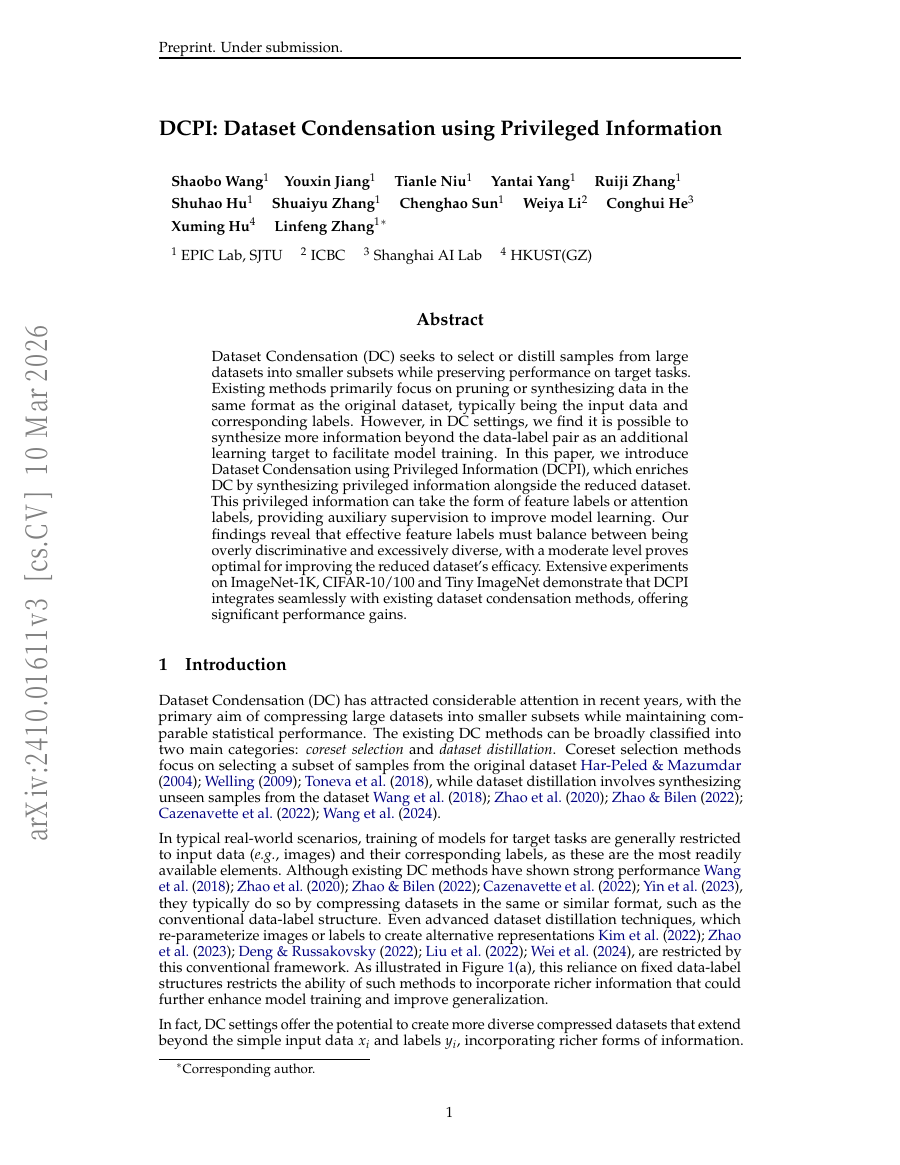 Preprint. Under submission.
DCPI: Dataset Condensation using Privileged Information
Shaobo Wang1 Youxin Jiang1 Tianle Niu1 Yantai Yang1 Ruiji Zhang1
Shuhao Hu1 Shuaiyu Zhang1 Chenghao Sun1 Weiya Li2 Conghui He3
Xuming Hu4 Linfeng Zhang1*
1 EPIC Lab, SJTU 2 ICBC 3 Shanghai AI Lab 4 HKUST(GZ)
Abstract
Dataset Condensation (DC) seeks to select or distill samples from large
datasets into smaller subsets while preserving performance on target tasks.
Existing methods primarily focus on pruning or synthesizing data in the
same format as the original dataset, typically being the input data and
corresponding labels. However, in DC settings, we find it is possible to
synthesize more information beyond the data-label pair as an additional
learning target to facilitate model training. In this paper, we introduce
Dataset Condensation using Privileged Information (DCPI), which enriches
DC by synthesizing privileged information alongside the reduced dataset.
This privileged information can take the form of feature labels or attention
labels, providing auxiliary supervision to improve model learning. Our
findings reveal that effective feature labels must balance between being
overly discriminative and excessively diverse, with a moderate level proves
optimal for improving the reduced dataset's efficacy. Extensive experiments
on ImageNet-1K, CIFAR-10/100 and Tiny ImageNet demonstrate that DCPI
integrates seamlessly with existing dataset condensation methods, offering
significant performance gains.
1 Introduction
Dataset Condensation (DC) has attracted considerable attention in recent years, with the
primary aim of compressing large datasets into smaller subsets while maintaining com-
parable statistical performance. The existing DC methods can be broadly classified into
two main categories: coreset selection and dataset distillation. Coreset selection methods
focus on selecting a subset of samples from the original dataset Har-Peled & Mazumdar
(2004); Welling (2009); Toneva et al. (2018), while dataset distillation involves synthesizing
unseen samples from the dataset Wang et al. (2018); Zhao et al. (2020); Zhao & Bilen (2022);
Cazenavette et al. (2022); Wang et al. (2024).
In typical real-world scenarios, training of models for target tasks are generally restricted
to input data (e.g., images) and their corresponding labels, as these are the most readily
available elements. Although existing DC methods have shown strong performance Wang
et al. (2018); Zhao et al. (2020); Zhao & Bilen (2022); Cazenavette et al. (2022); Yin et al. (2023),
they typically do so by compressing datasets in the same or similar format, such as the
conventional data-label structure. Even advanced dataset distillation techniques, which
re-parameterize images or labels to create alternative representations Kim et al. (2022); Zhao
et al. (2023); Deng & Russakovsky (2022); Liu et al. (2022); Wei et al. (2024), are restricted by
this conventional framework. As illustrated in Figure 1(a), this reliance on fixed data-label
structures restricts the ability of such methods to incorporate richer information that could
further enhance model training and improve generalization.
In fact, DC settings offer the potential to create more diverse compressed datasets that extend
beyond the simple input data xi and labels yi, incorporating richer forms of information.
*Corresponding author.
1
arXiv:2410.01611v3 [cs.CV] 10 Mar 2026